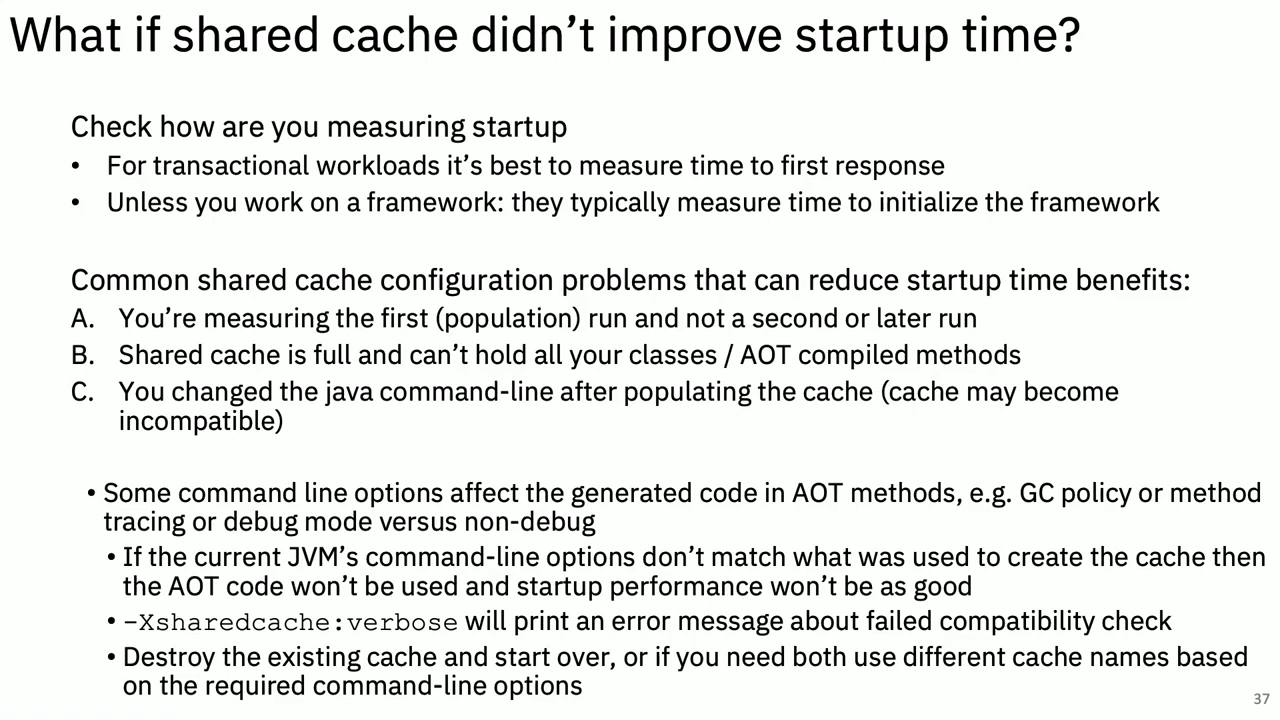 What if shared cache didn’t improve startup time?
Check how are you measuring startup
• For transactional workloads it’s best to measure time to first response
• Unless you work on a framework: they typically measure time to initialize the framework
Common shared cache configuration problems that can reduce startup time benefits:
A. You’re measuring the first (population) run and not a second or later run
B. Shared cache is full and can’t hold all your classes / AOT compiled methods
C. You changed the java command-line after populating the cache (cache may become
incompatible)
• Some command line options affect the generated code in AOT methods, e.g. GC policy or method
tracing or debug mode versus non-debug
• If the current JVM’s command-line options don’t match what was used to create the cache then
the AOT code won’t be used and startup performance won’t be as good
• –Xsharedcache:verbose will print an error message about failed compatibility check
• Destroy the existing cache and start over, or if you need both use different cache names based
on the required command-line options
37